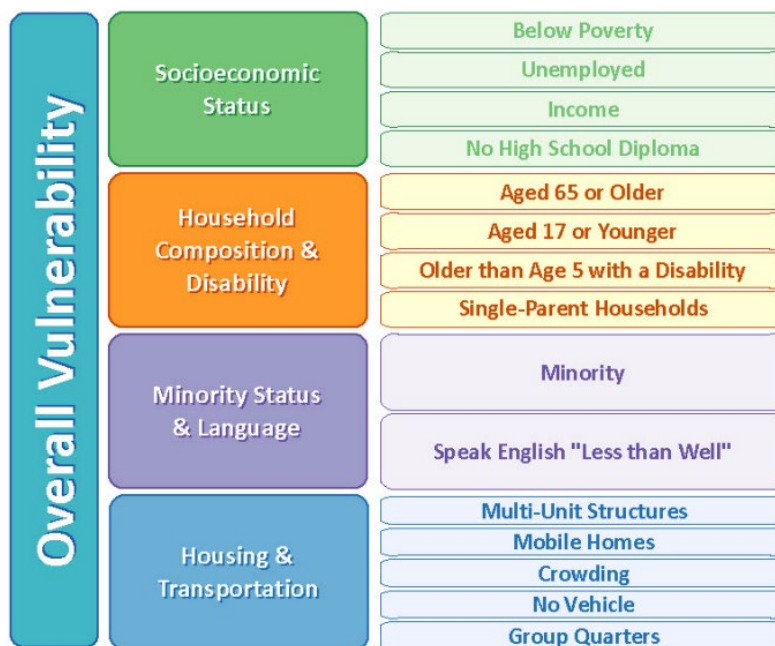 Overall Vulnerability
Socioeconomic
Status
Below Poverty
Unemployed
Income
No High School Diploma
Household
Composition &
Disability
Aged 65 or Older
Aged 17 or Younger
Older than Age 5 with a Disability
Single-Parent Households
Minority Status
& Language
Minority
Speak English "Less than Well"
Housing &
Transportation
Multi-Unit Structures
Mobile Homes
Crowding
No Vehicle
Group Quarters